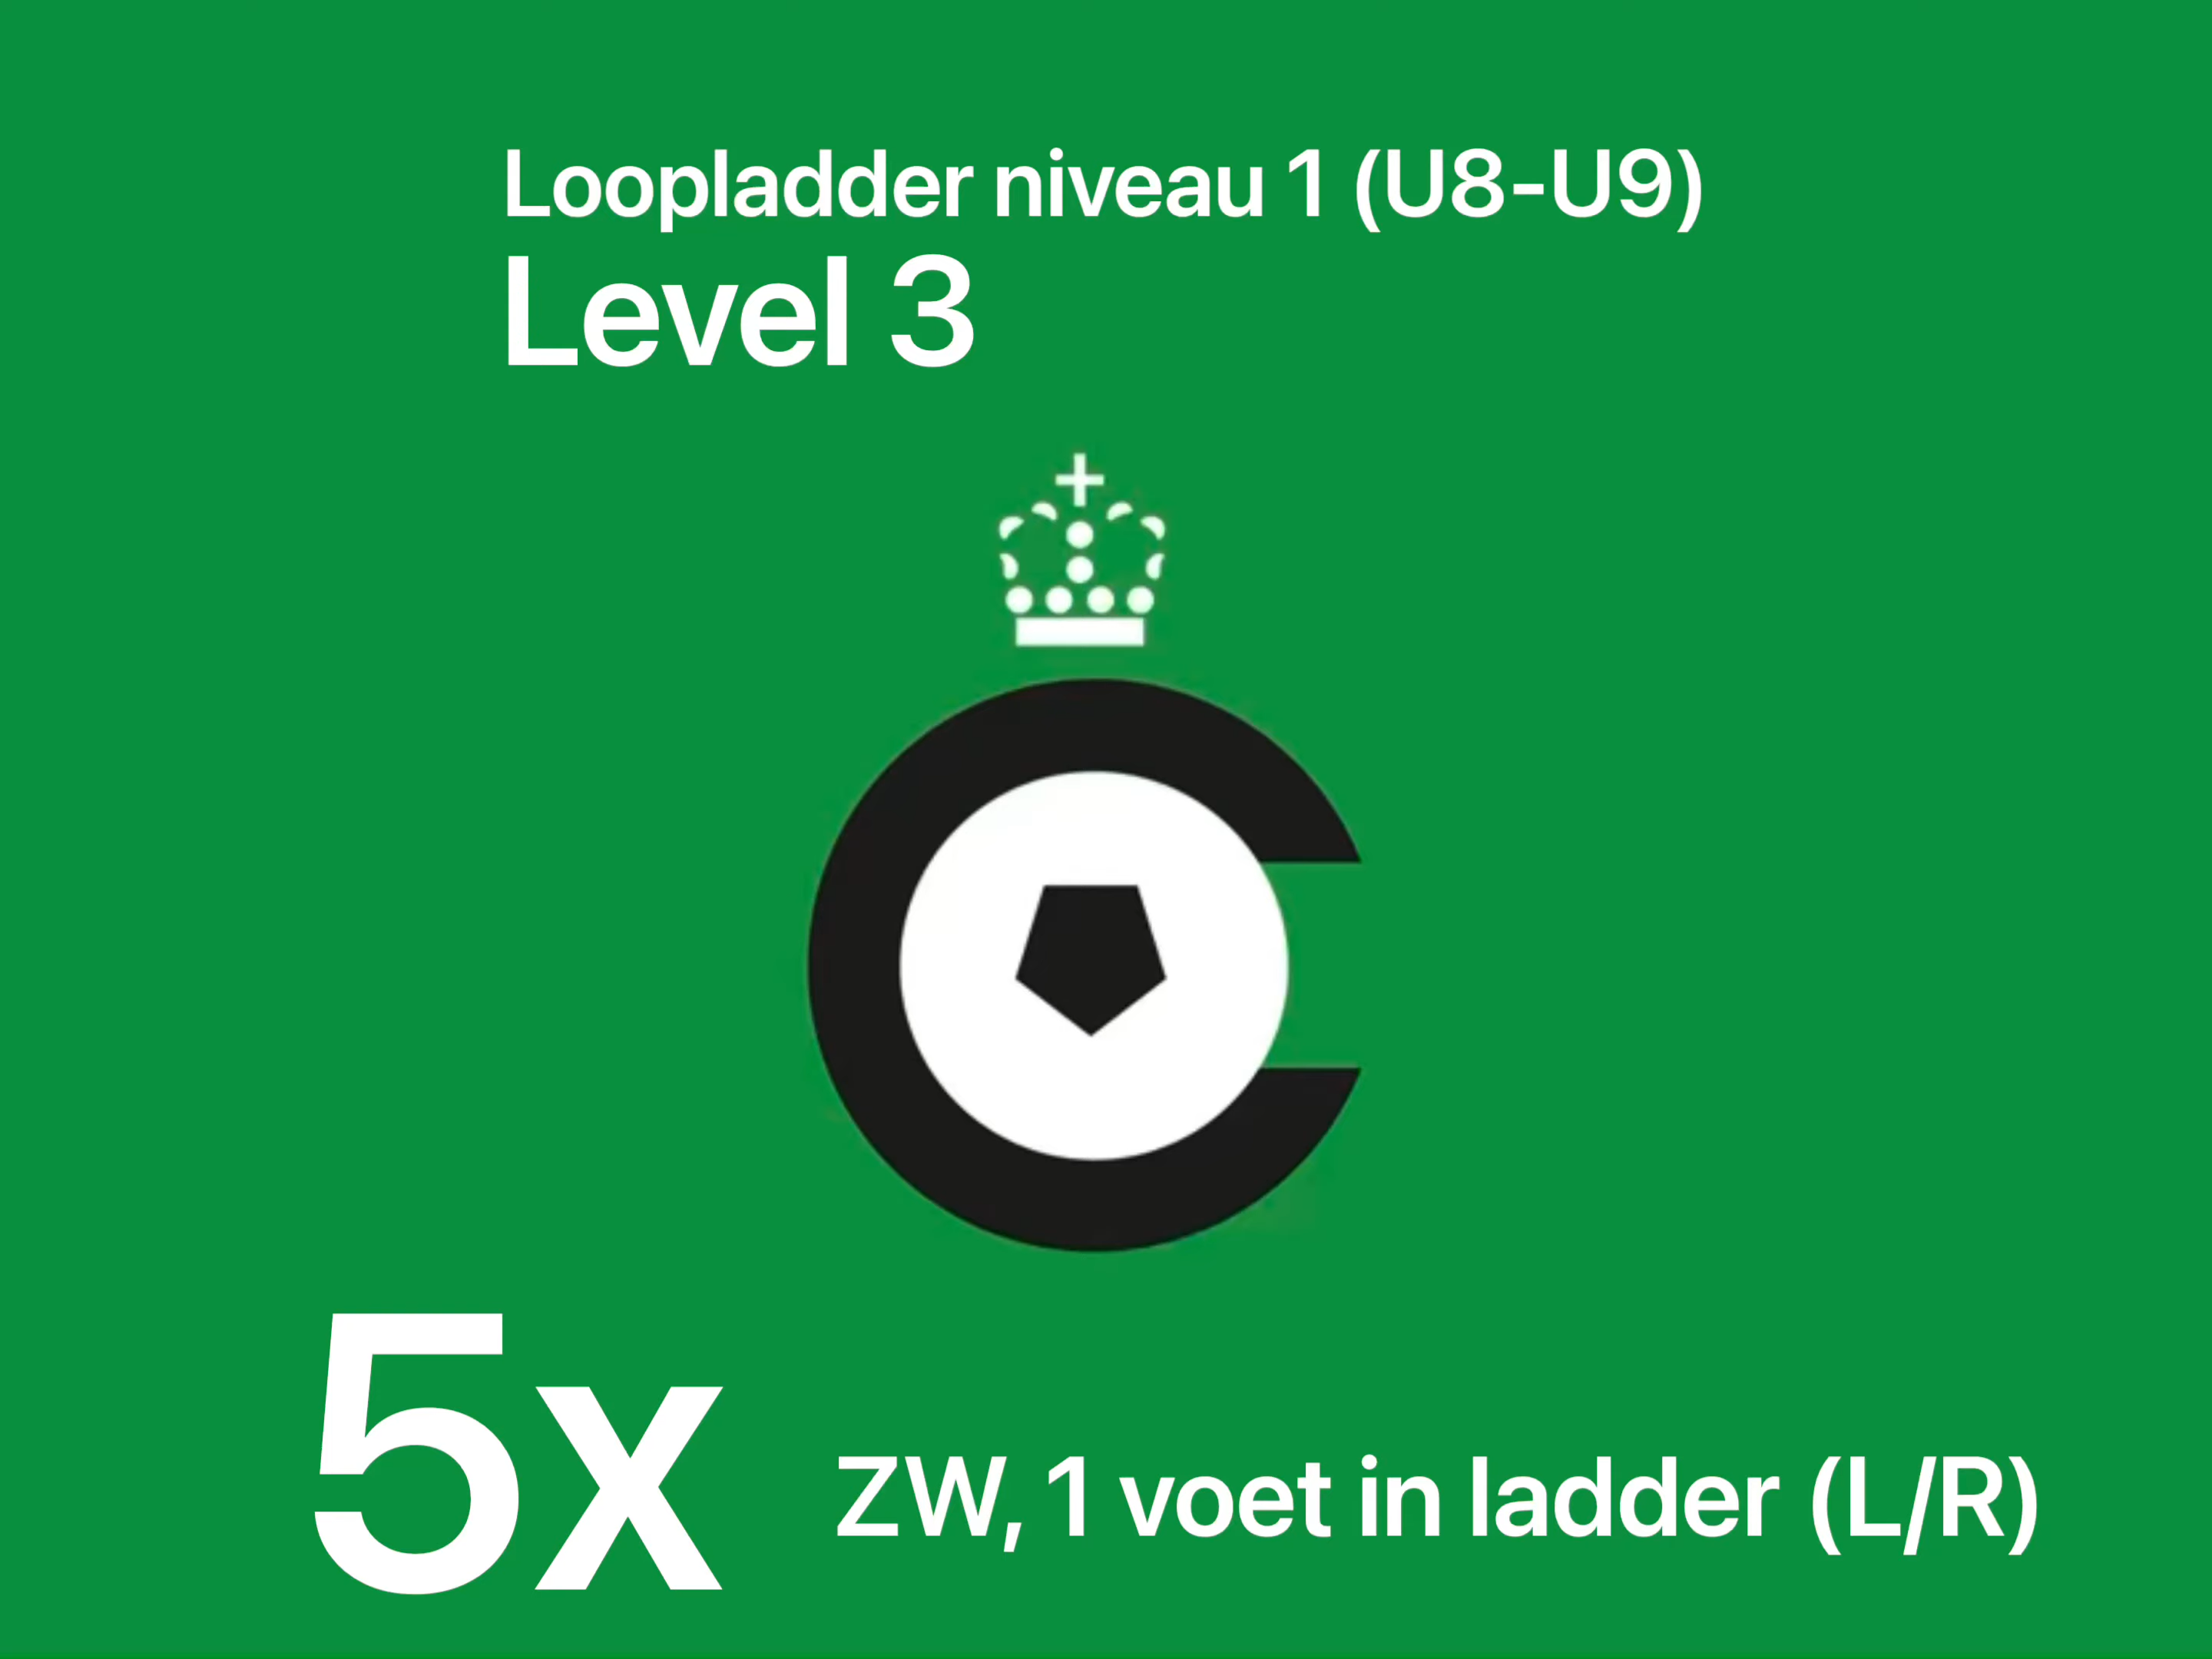 Loopladder niveau 1 (U8-U9)
Level 3
5x ZW, 1 voet in ladder (L/R)